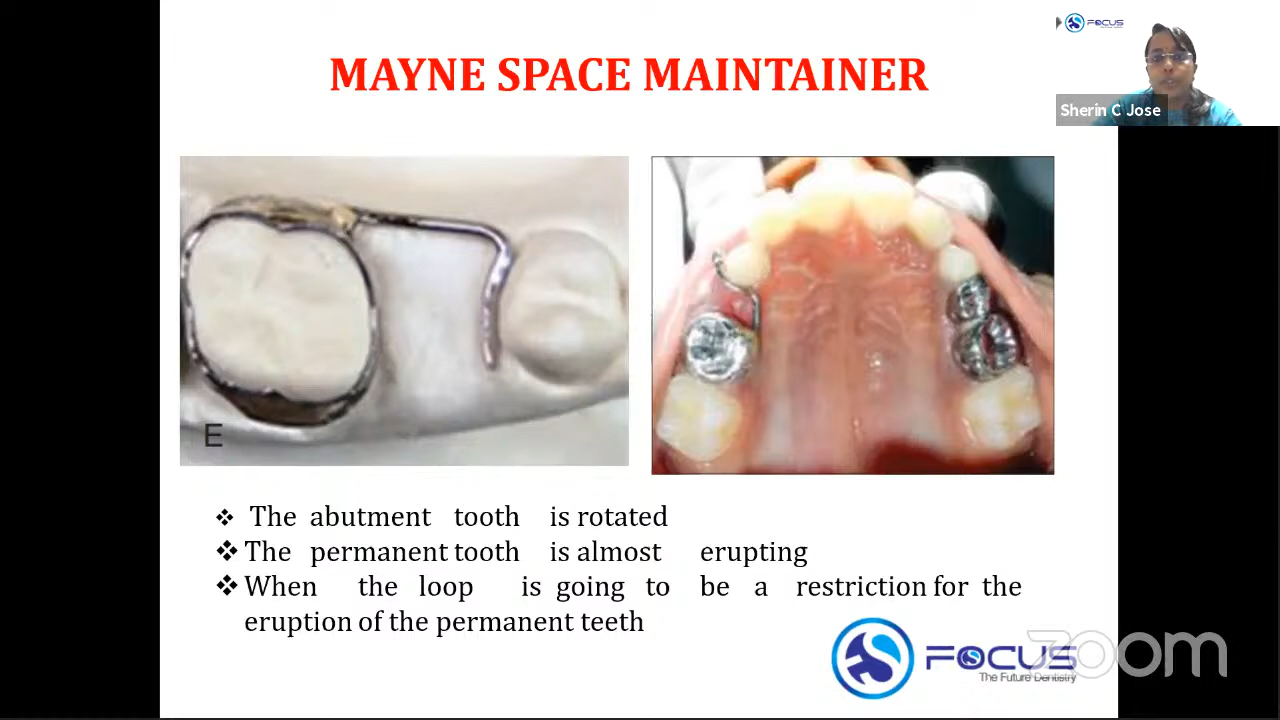 MAYNE SPACE MAINTAINER
FOCUS
Sherin C Jose
E
❖ The abutment tooth is rotated
❖ The permanent tooth is almost erupting
❖ When the loop is going to be a restriction for the
eruption of the permanent teeth
FOCUS
The Future Dentistry
zoom